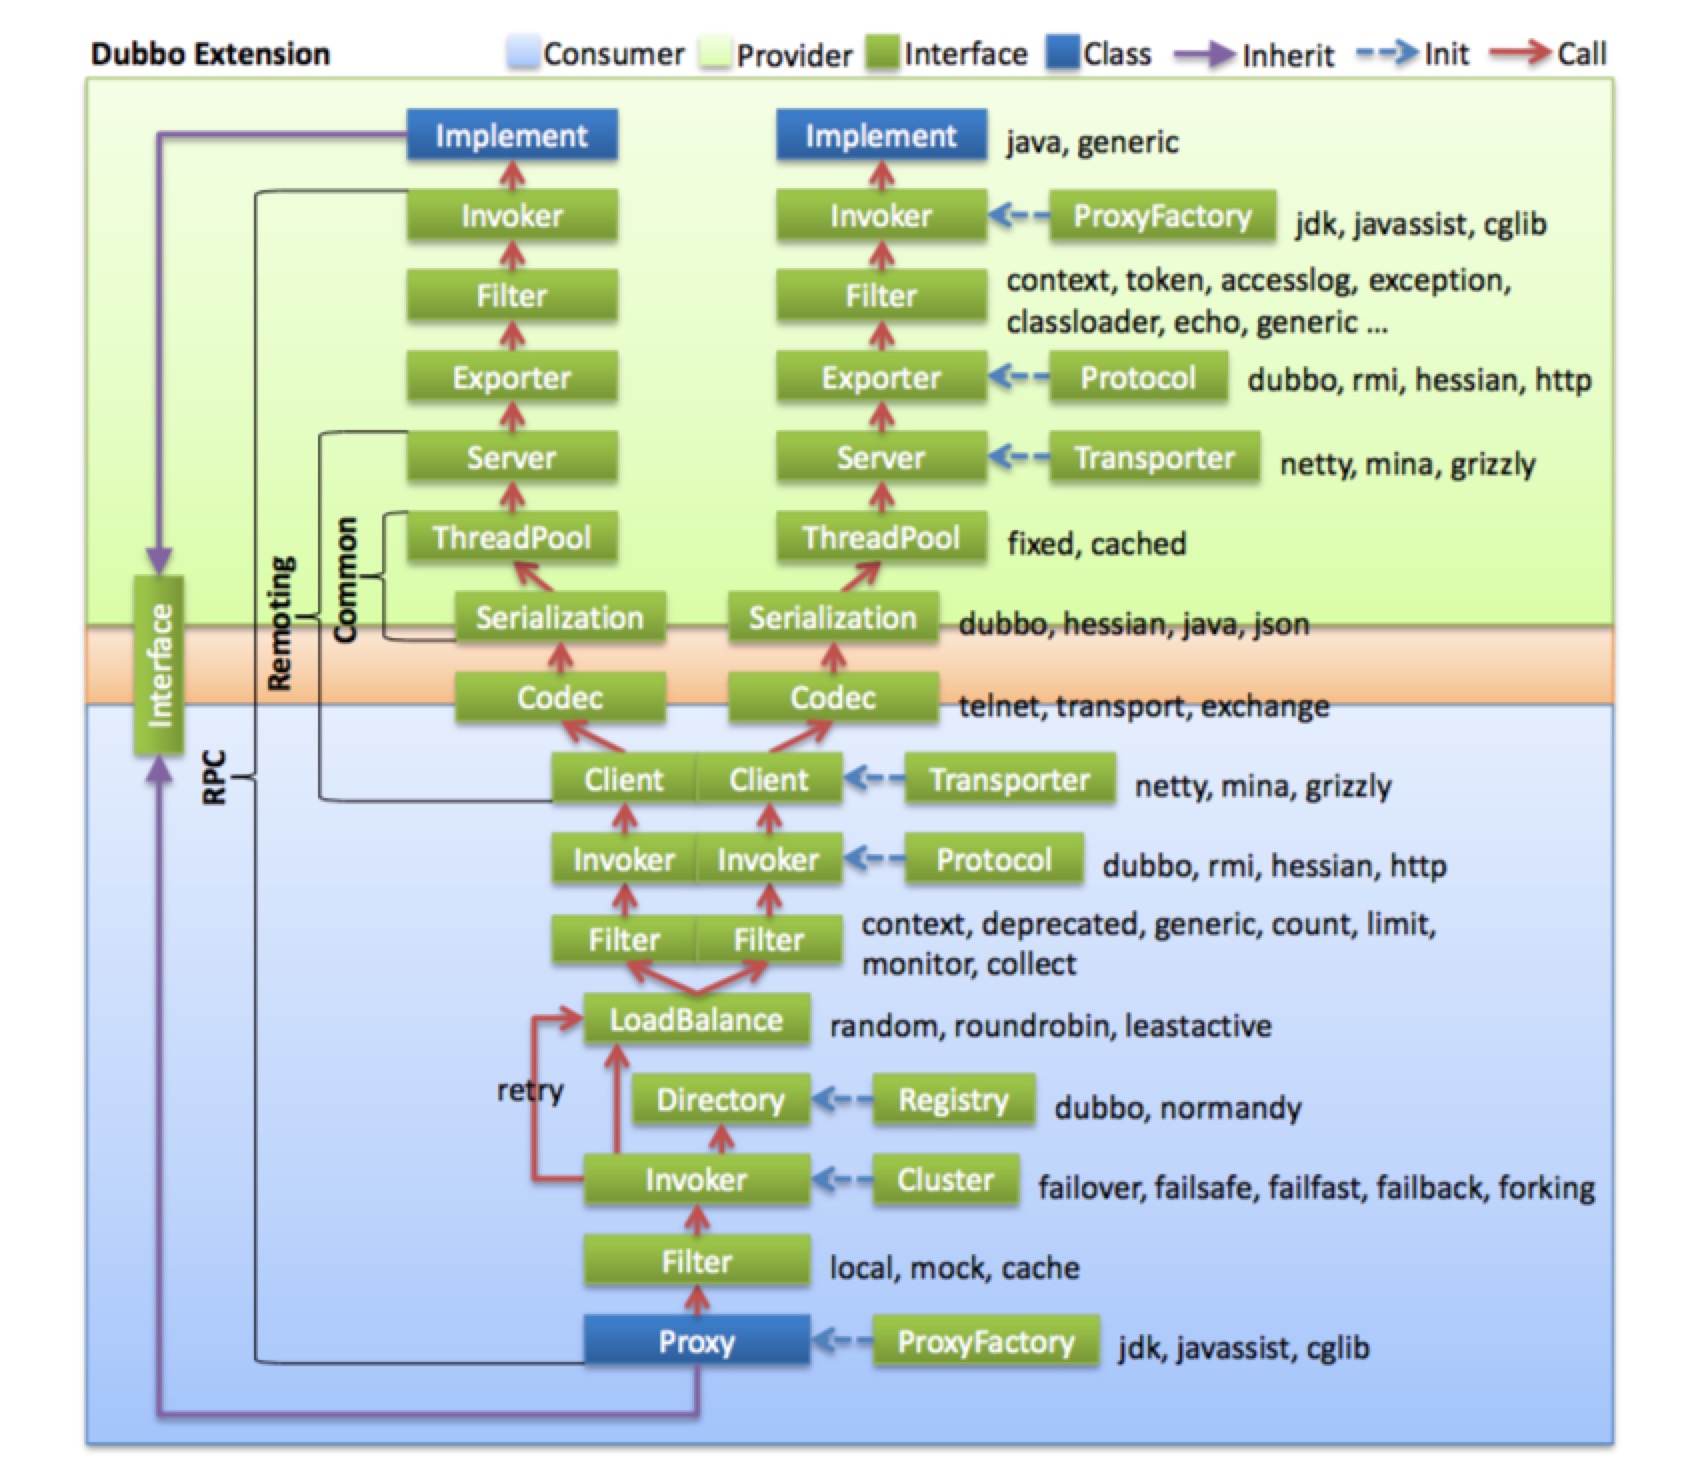 Dubbo Extension
Consumer Provider Interface Class Inherit Init Call
Implement Implement java, generic
Invoker Invoker ProxyFactory jdk, javassist, cglib
Filter Filter context, token, accesslog, exception,
classloader, echo, generic ...
Exporter Exporter Protocol dubbo, rmi, hessian, http
Server Server Transporter netty, mina, grizzly
ThreadPool ThreadPool fixed, cached
Common
Remoting
Interface
RPC
Serialization Serialization dubbo, hessian, java, json
Codec Codec telnet, transport, exchange
Client Client Transporter netty, mina, grizzly
Invoker Invoker Protocol dubbo, rmi, hessian, http
Filter Filter context, deprecated, generic, count, limit,
monitor, collect
LoadBalance random, roundrobin, leastactive
retry
Directory Registry dubbo, normandy
Invoker Cluster failover, failsafe, failfast, failback, forking
Filter local, mock, cache
Proxy ProxyFactory jdk, javassist, cglib